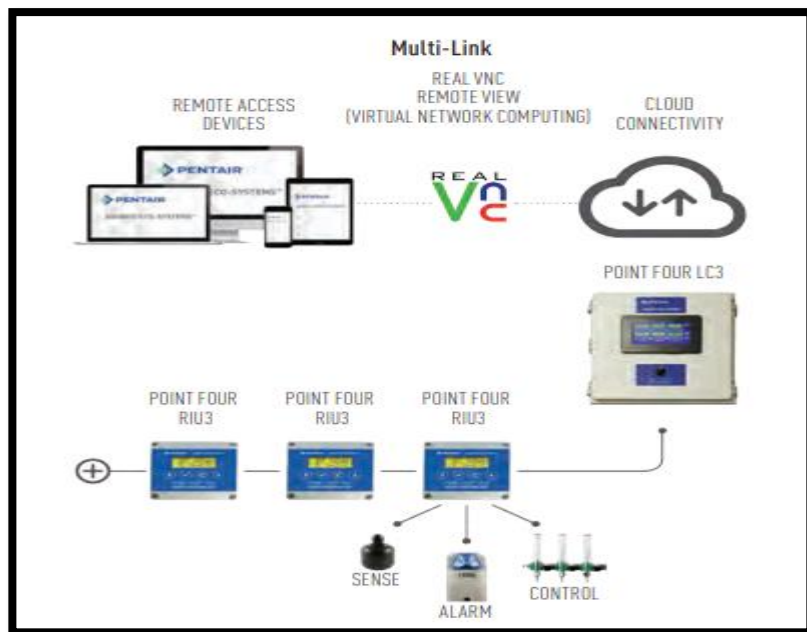 Multi-Link
REMOTE ACCESS
DEVICES
REAL VNC
REMOTE VIEW
(VIRTUAL NETWORK COMPUTING)
CLOUD
CONNECTIVITY
PENTAIR
PENTAIR
REAL
VNC
POINT FOUR LC3
POINT FOUR
RIU3
POINT FOUR
RIU3
POINT FOUR
RIU3
SENSE
ALARM
CONTROL